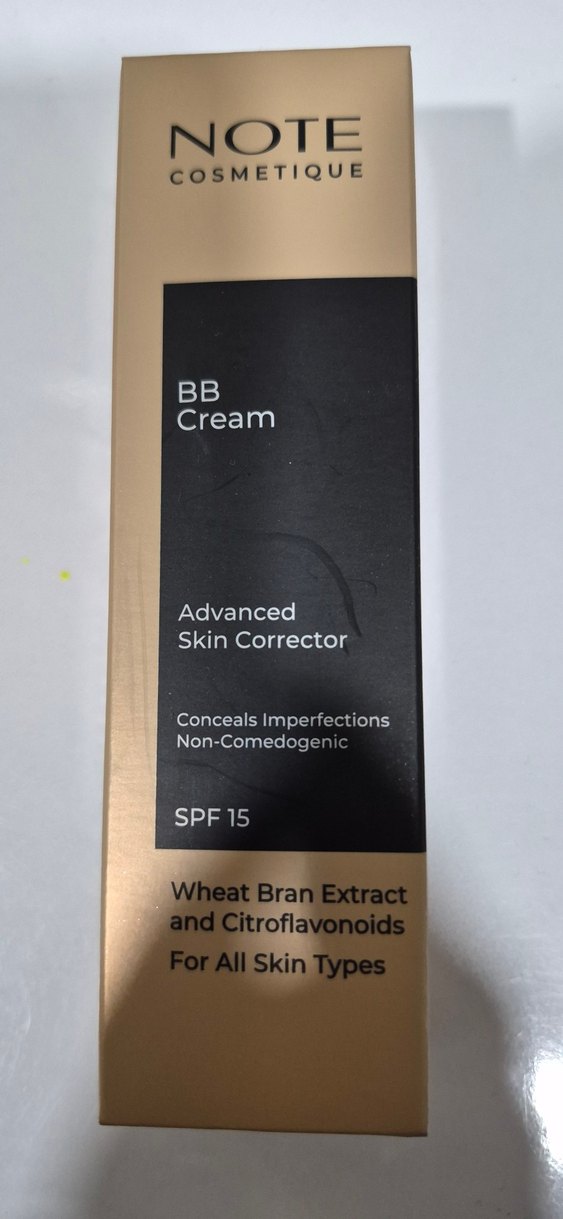 NOTE
COSMETIQUE
BB
Cream
Advanced
Skin Corrector
Conceals Imperfections
Non-Comedogenic
SPF 15
Wheat Bran Extract
and Citroflavonoids
For All Skin Types